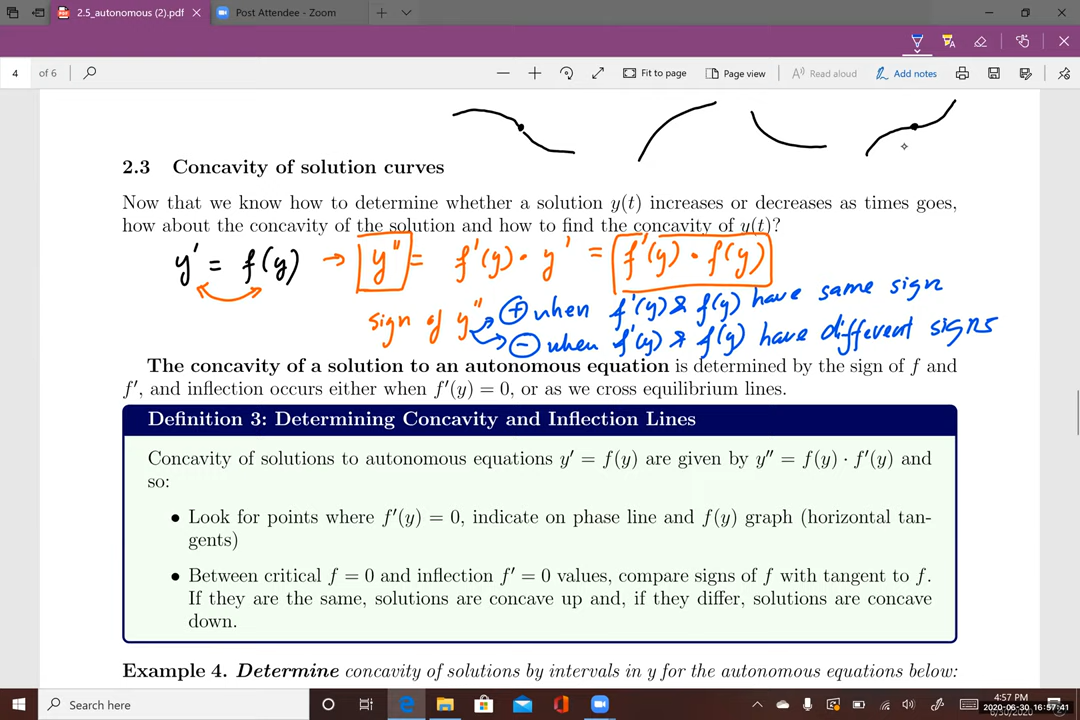 2.5_autonomous (2).pdf
Post Attendee - Zoom
4 of 6
Fit to page
Page view
Read aloud
Add notes
2.3 Concavity of solution curves
Now that we know how to determine whether a solution y(t) increases or decreases as times goes,
how about the concavity of the solution and how to find the concavity of y(t)?
y' = f(y) → y'' = f'(y) · y' = f'(y) · f(y)
sign of y'' → + when f'(y) & f(y) have same sign
→ − when f'(y) & f(y) have different signs
The concavity of a solution to an autonomous equation is determined by the sign of f and
f′, and inflection occurs either when f′(y) = 0, or as we cross equilibrium lines.
Definition 3: Determining Concavity and Inflection Lines
Concavity of solutions to autonomous equations y′ = f(y) are given by y″ = f(y) · f′(y) and
so:
• Look for points where f′(y) = 0, indicate on phase line and f(y) graph (horizontal tan-
gents)
• Between critical f = 0 and inflection f′ = 0 values, compare signs of f with tangent to f.
If they are the same, solutions are concave up and, if they differ, solutions are concave
down.
Example 4. Determine concavity of solutions by intervals in y for the autonomous equations below:
Search here
4:57 PM
2020-06-30 16:57:41